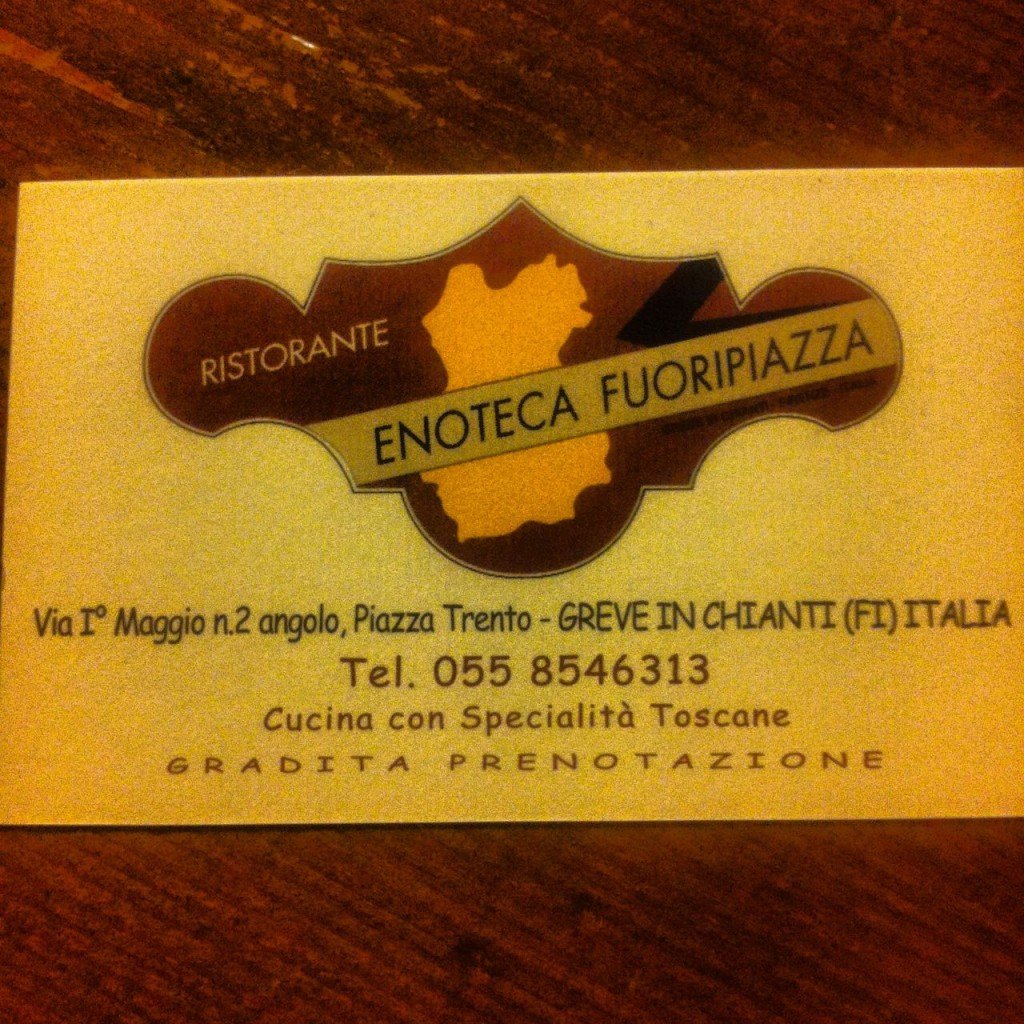 RISTORANTE
ENOTECA FUORIPIAZZA
Via I° Maggio n.2 angolo, Piazza Trento - GREVE IN CHIANTI (FI) ITALIA
Tel. 055 8546313
Cucina con Specialità Toscane
GRADITA PRENOTAZIONE